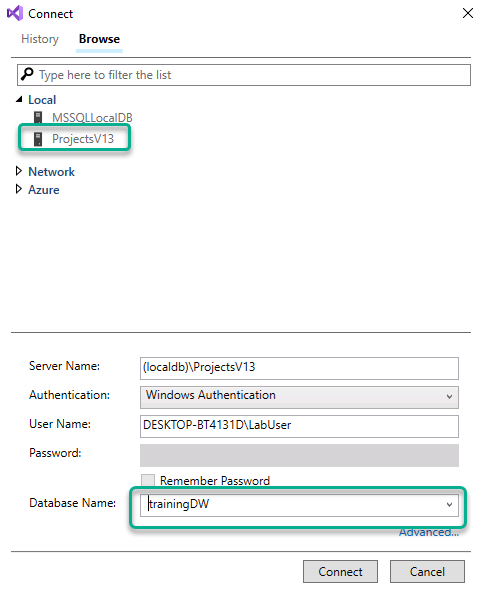 Connect
History Browse
Type here to filter the list
Local
MSSQLLocalDB
ProjectsV13
Network
Azure
Server Name: (localdb)\ProjectsV13
Authentication: Windows Authentication
User Name: DESKTOP-BT4131D\LabUser
Password:
Remember Password
Database Name: trainingDW
Advanced...
Connect Cancel